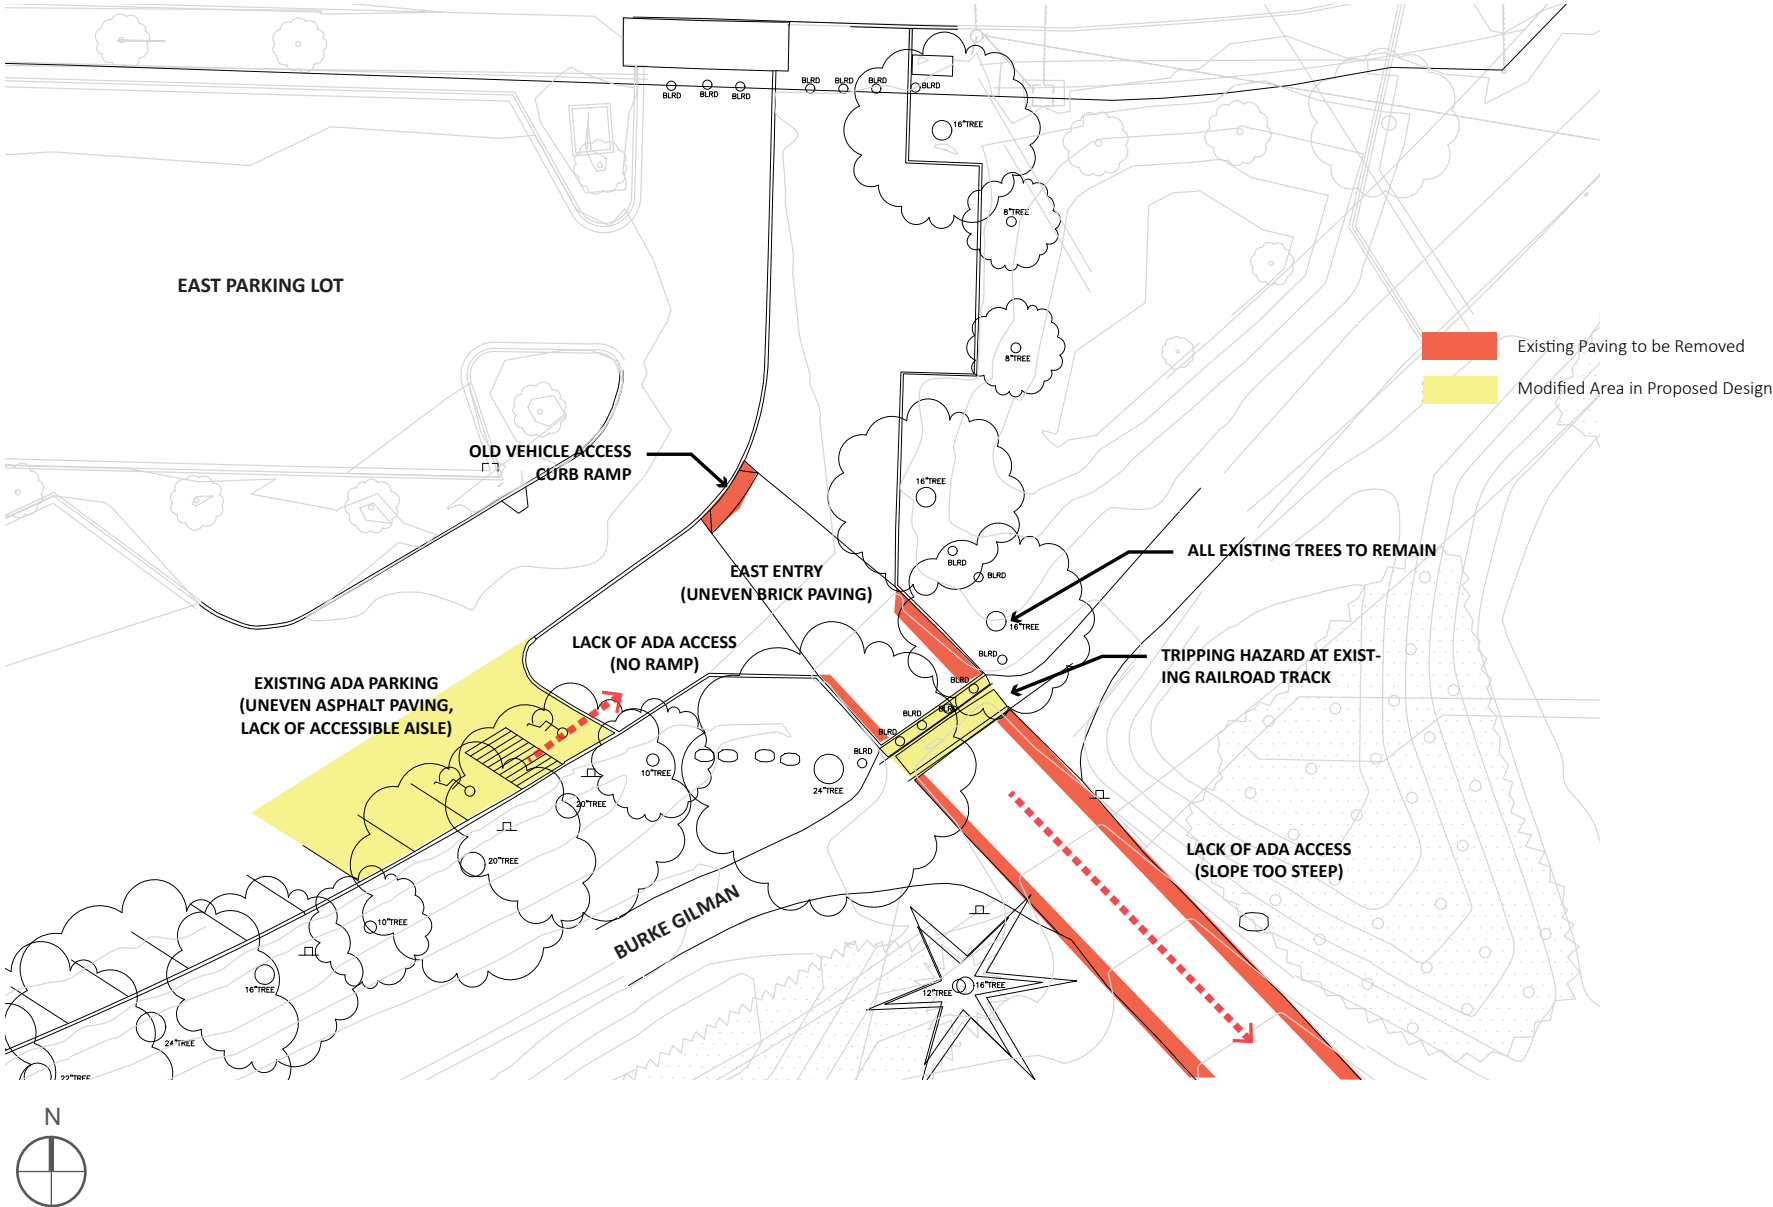 BLRD
BLRD
BLRD
BLRD
BLRD
BLRD
BLRD
16"TREE
8"TREE
EAST PARKING LOT
Existing Paving to be Removed
8"TREE
Modified Area in Proposed Design
OLD VEHICLE ACCESS
CURB RAMP
16"TREE
ALL EXISTING TREES TO REMAIN
BLRD
BLRD
EAST ENTRY
(UNEVEN BRICK PAVING)
16"TREE
LACK OF ADA ACCESS
(NO RAMP)
BLRD
TRIPPING HAZARD AT EXIST-
ING RAILROAD TRACK
EXISTING ADA PARKING
(UNEVEN ASPHALT PAVING,
LACK OF ACCESSIBLE AISLE)
BLRD
BLRD
BLRD
BLRD
BLRD
10"TREE
24"TREE
20"TREE
20"TREE
LACK OF ADA ACCESS
(SLOPE TOO STEEP)
BURKE GILMAN
10"TREE
16"TREE
12"TREE
16"TREE
24"TREE
22"TREE
N